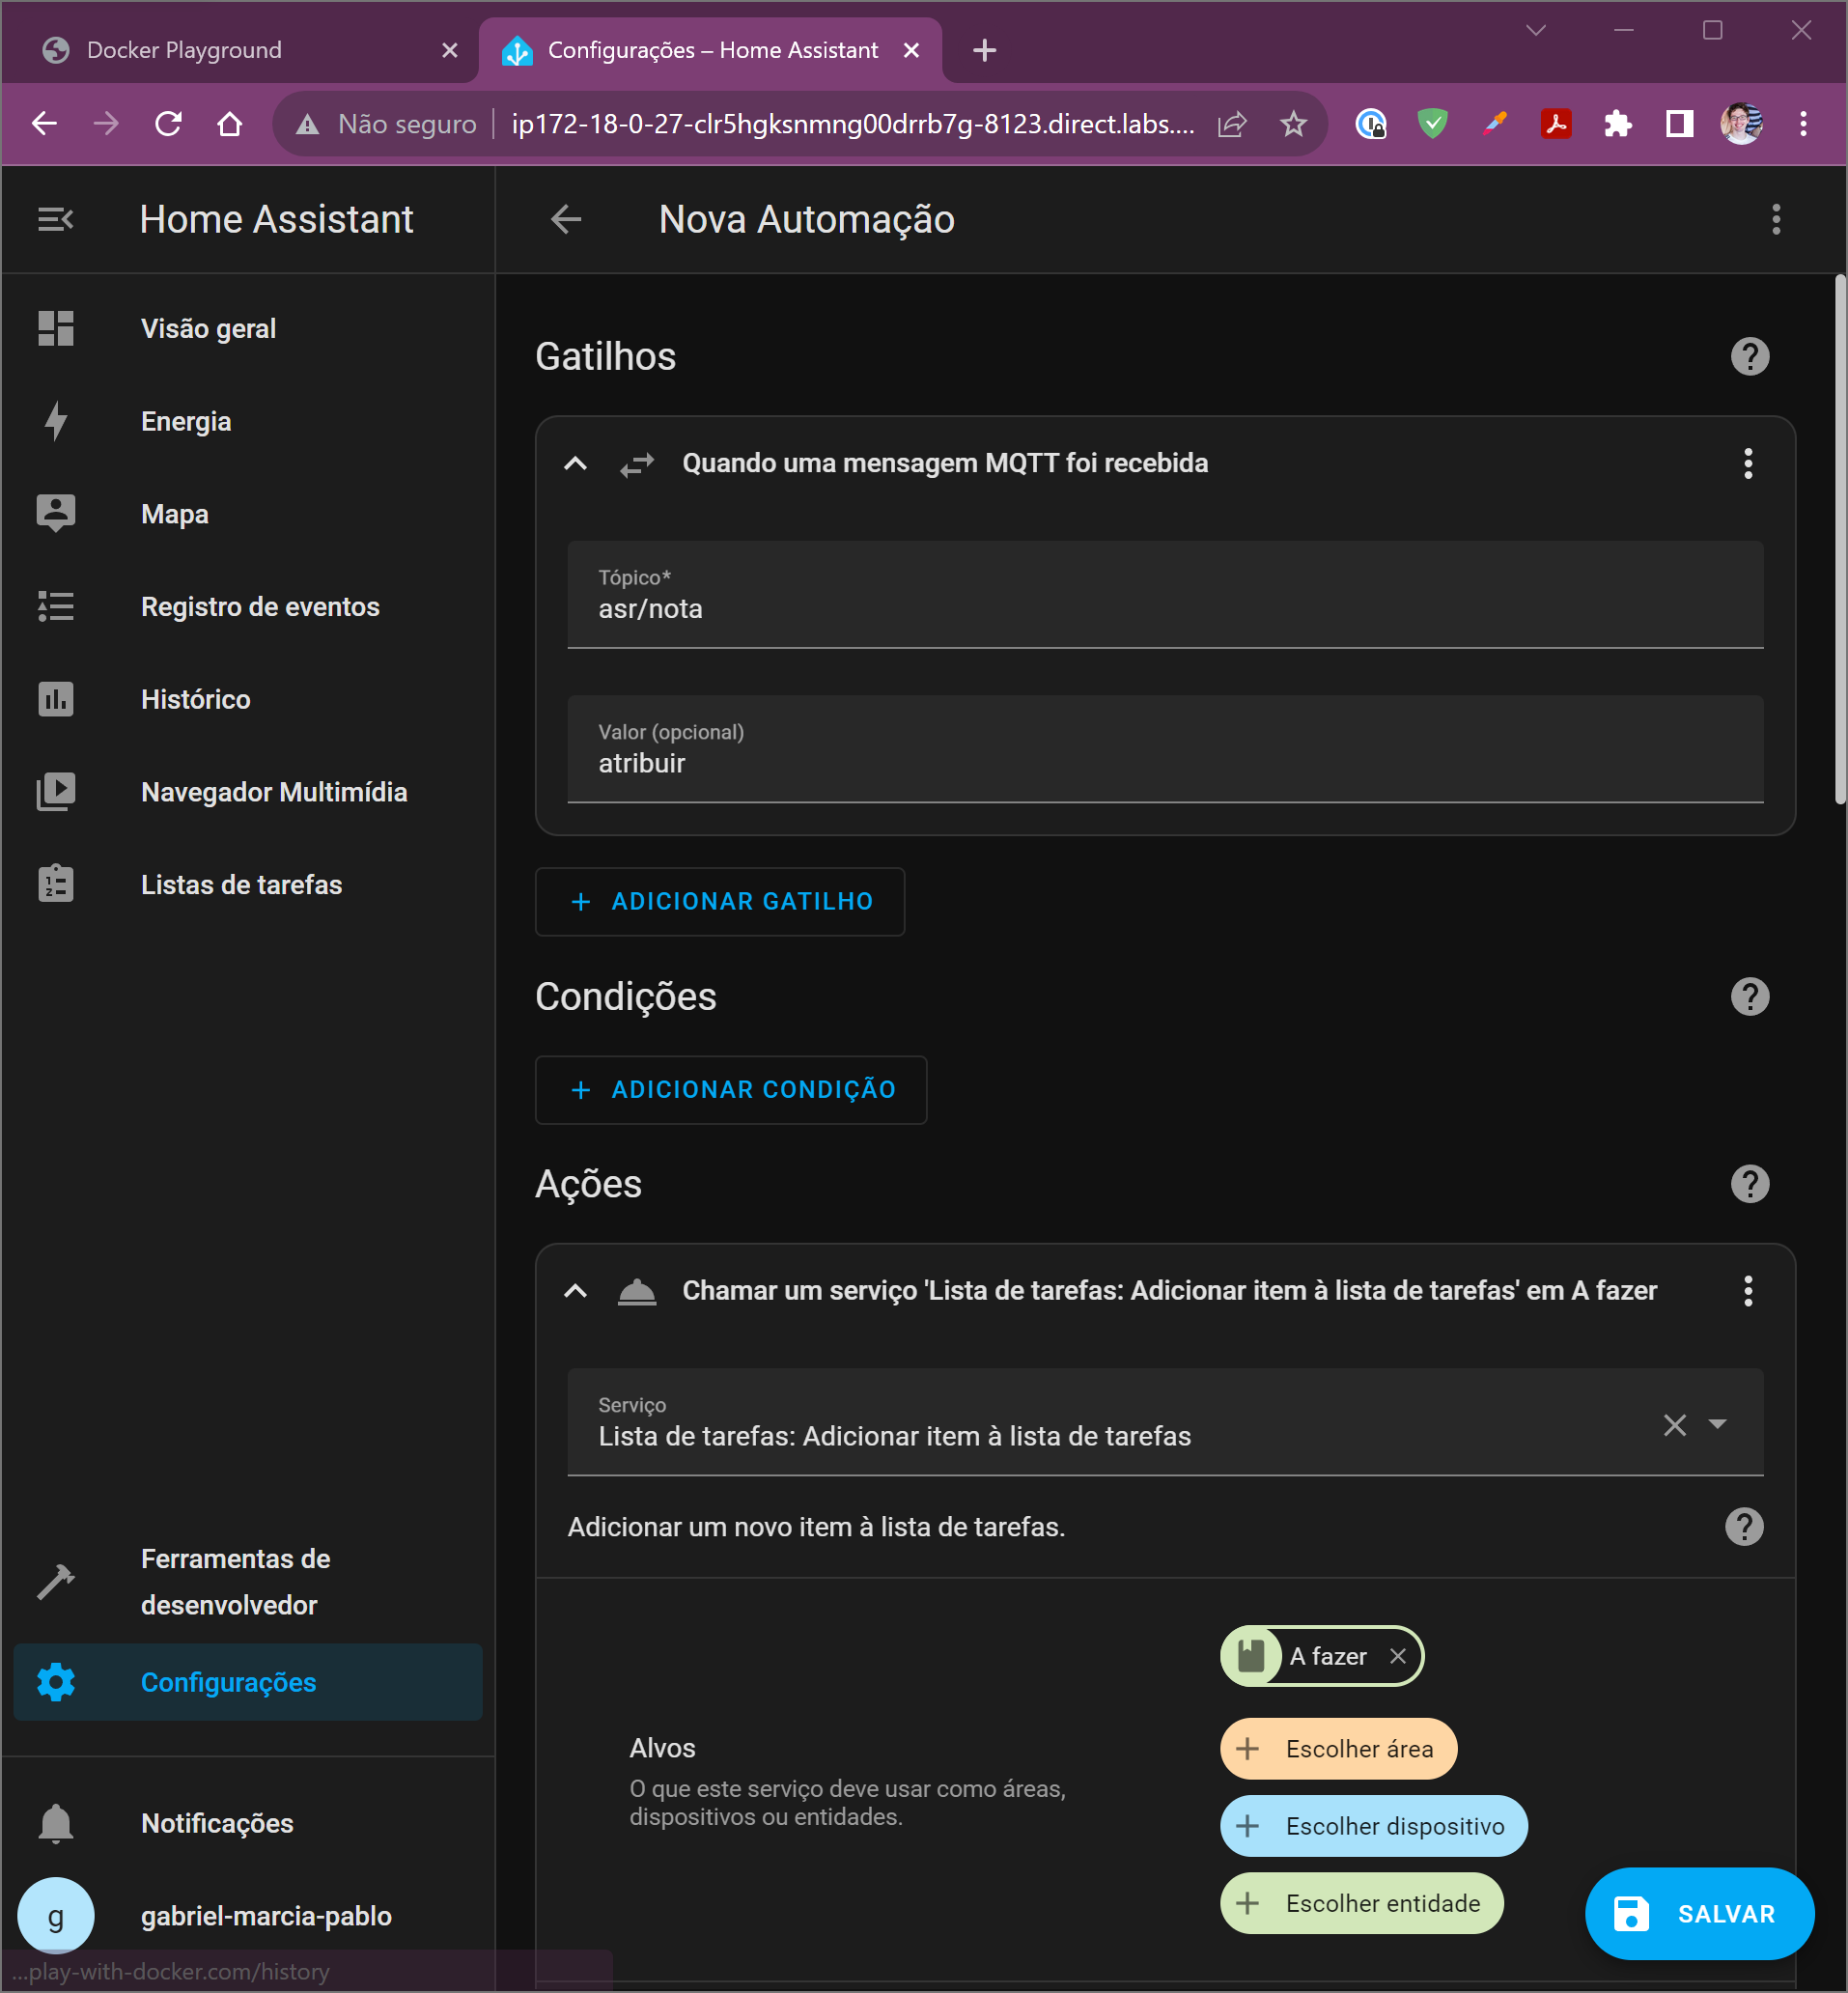 Docker Playground
Configurações – Home Assistant
Não seguro
ip172-18-0-27-clr5hgksnmng00drrb7g-8123.direct.labs....
Home Assistant
Nova Automação
Visão geral
Energia
Mapa
Registro de eventos
Histórico
Navegador Multimídia
Listas de tarefas
Ferramentas de
desenvolvedor
Configurações
Notificações
g
gabriel-marcia-pablo
...play-with-docker.com/history
Gatilhos
Quando uma mensagem MQTT foi recebida
Tópico*
asr/nota
Valor (opcional)
atribuir
+ ADICIONAR GATILHO
Condições
+ ADICIONAR CONDIÇÃO
Ações
Chamar um serviço 'Lista de tarefas: Adicionar item à lista de tarefas' em A fazer
Serviço
Lista de tarefas: Adicionar item à lista de tarefas
Adicionar um novo item à lista de tarefas.
Alvos
O que este serviço deve usar como áreas,
dispositivos ou entidades.
A fazer
+ Escolher área
+ Escolher dispositivo
+ Escolher entidade
SALVAR